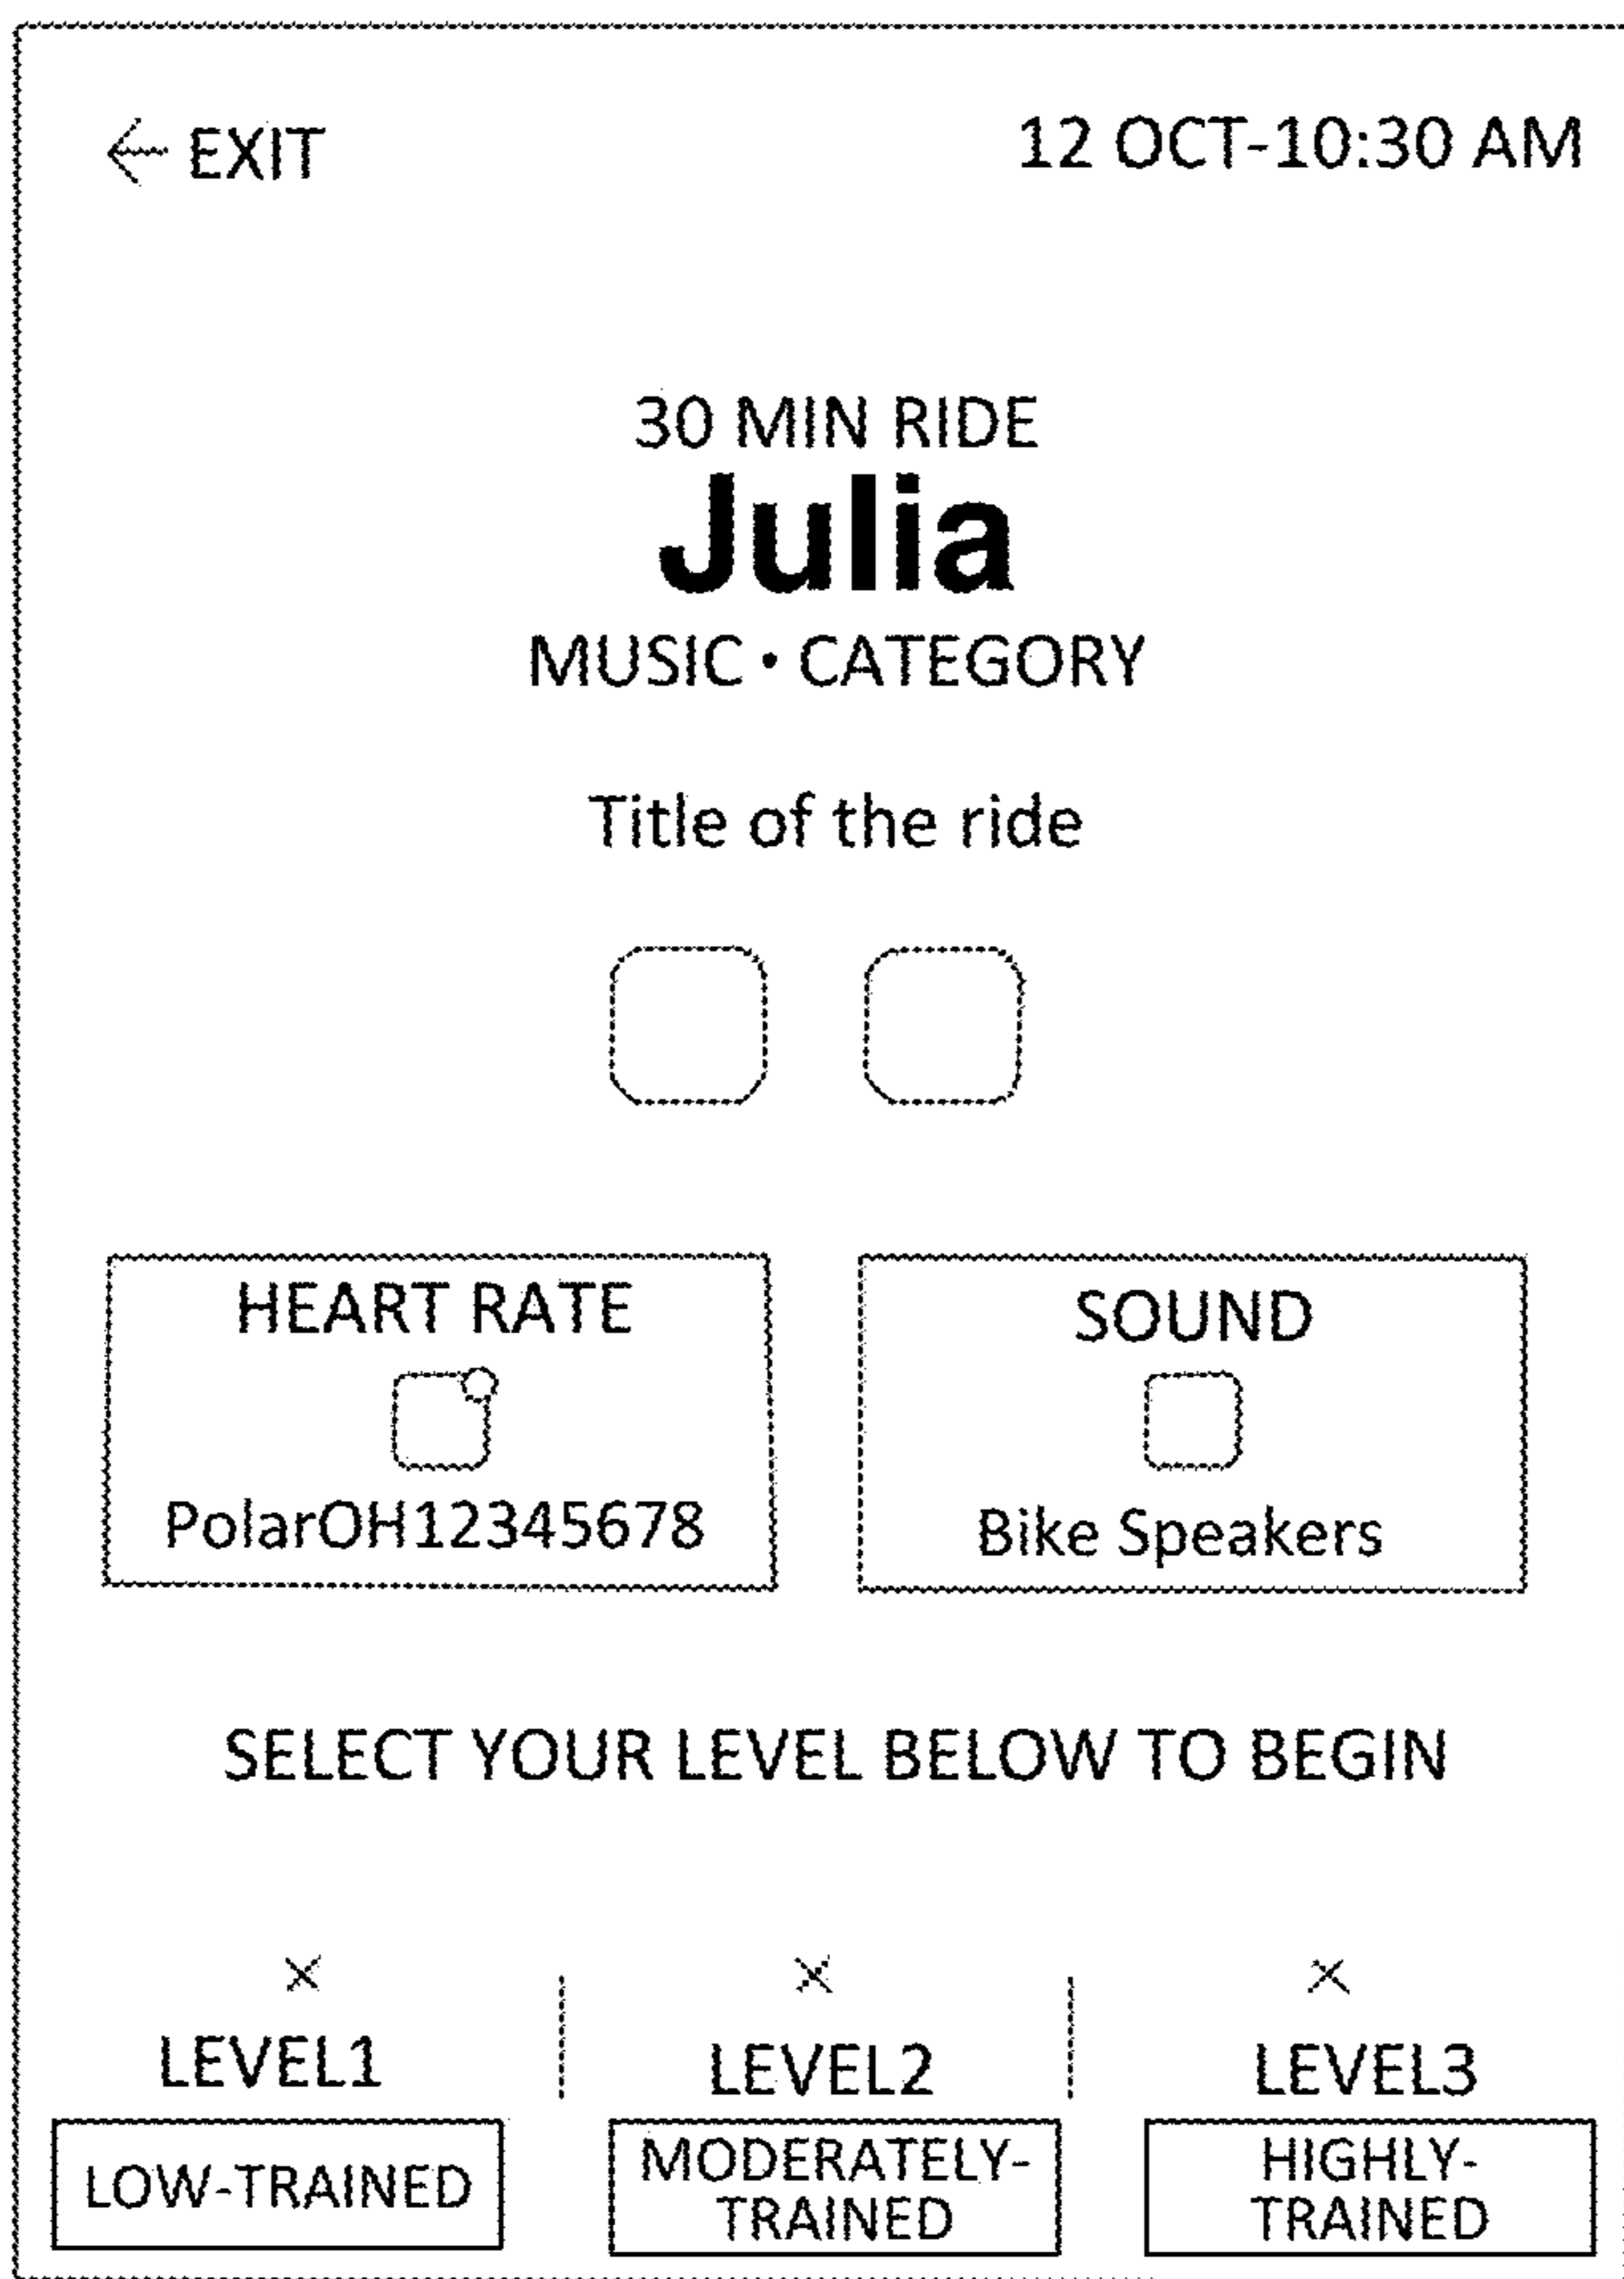 ← EXIT
12 OCT-10:30 AM
30 MIN RIDE
Julia
MUSIC • CATEGORY
Title of the ride
HEART RATE
PolarOH12345678
SOUND
Bike Speakers
SELECT YOUR LEVEL BELOW TO BEGIN
LEVEL1
LOW-TRAINED
LEVEL2
MODERATELY-
TRAINED
LEVEL3
HIGHLY-
TRAINED